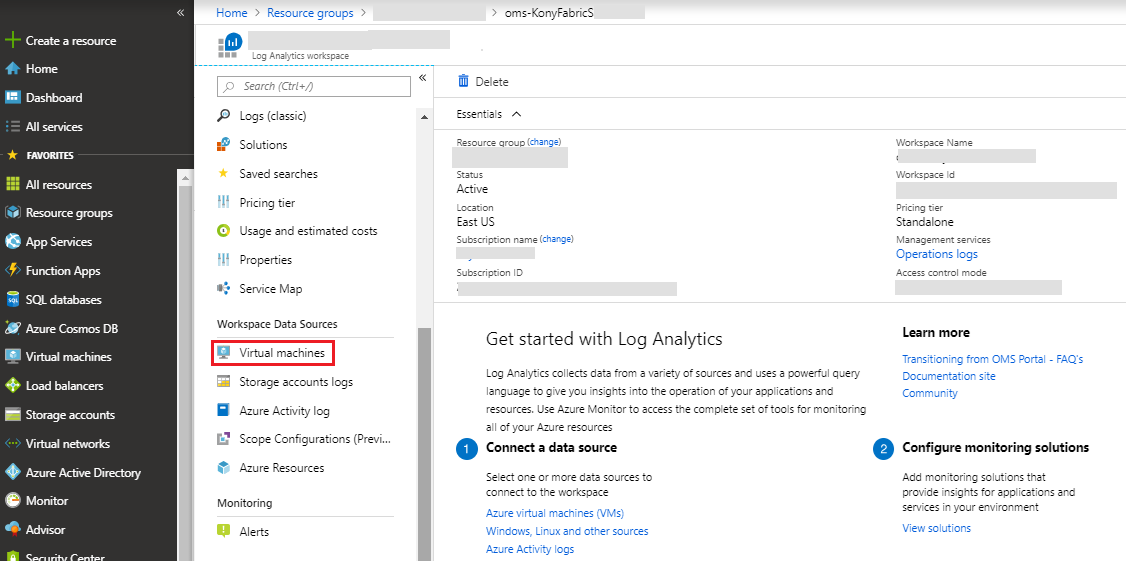 «
Create a resource
Home
Dashboard
All services
FAVORITES
All resources
Resource groups
App Services
Function Apps
SQL databases
Azure Cosmos DB
Virtual machines
Load balancers
Storage accounts
Virtual networks
Azure Active Directory
Monitor
Advisor
Security Center
Home > Resource groups > > oms-KonyFabricS
Log Analytics workspace
Search (Ctrl+/)
«
Logs (classic)
Solutions
Saved searches
Pricing tier
Usage and estimated costs
Properties
Service Map
Workspace Data Sources
Virtual machines
Storage accounts logs
Azure Activity log
Scope Configurations (Previ...
Azure Resources
Monitoring
Alerts
Delete
Essentials
Resource group (change)
Status
Active
Location
East US
Subscription name (change)
Subscription ID
Workspace Name
Workspace Id
Pricing tier
Standalone
Management services
Operations logs
Access control mode
Get started with Log Analytics
Log Analytics collects data from a variety of sources and uses a powerful query
language to give you insights into the operation of your applications and
resources. Use Azure Monitor to access the complete set of tools for monitoring
all of your Azure resources
1 Connect a data source
Select one or more data sources to
connect to the workspace
Azure virtual machines (VMs)
Windows, Linux and other sources
Azure Activity logs
Learn more
Transitioning from OMS Portal - FAQ's
Documentation site
Community
2 Configure monitoring solutions
Add monitoring solutions that
provide insights for applications and
services in your environment
View solutions